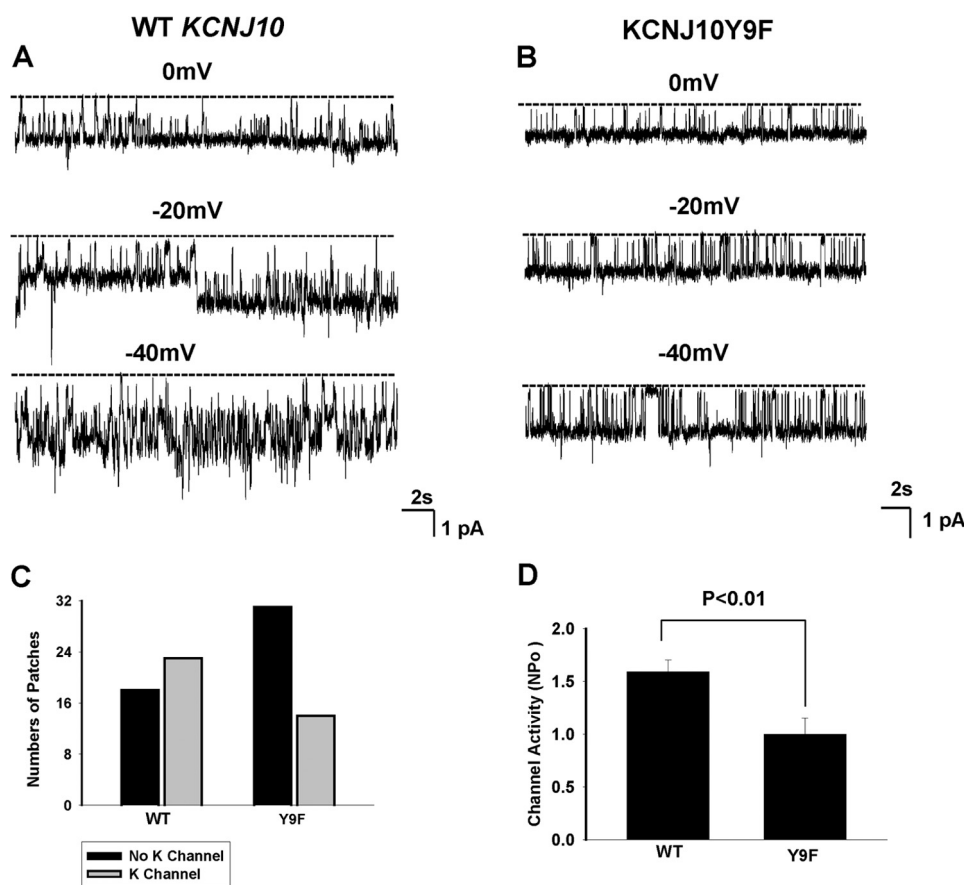 WT KCNJ10
KCNJ10Y9F
A
0mV
-20mV
-40mV
2s
1 pA
B
0mV
-20mV
-40mV
2s
1 pA
C
Numbers of Patches
32
24
16
8
0
WT
Y9F
No K Channel
K Channel
D
P<0.01
Channel Activity (NPo )
2.0
1.5
1.0
0.5
0.0
WT
Y9F